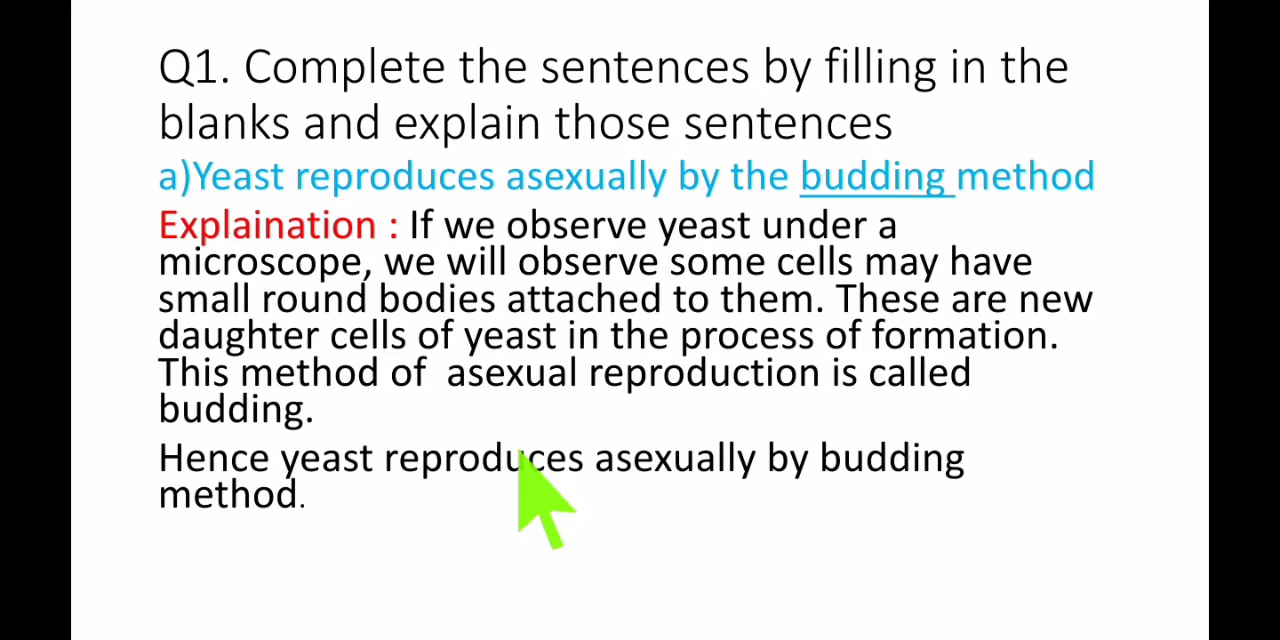 Q1. Complete the sentences by filling in the
blanks and explain those sentences
a)Yeast reproduces asexually by the budding method
Explaination : If we observe yeast under a
microscope, we will observe some cells may have
small round bodies attached to them. These are new
daughter cells of yeast in the process of formation.
This method of  asexual reproduction is called
budding.
Hence yeast reproduces asexually by budding
method.